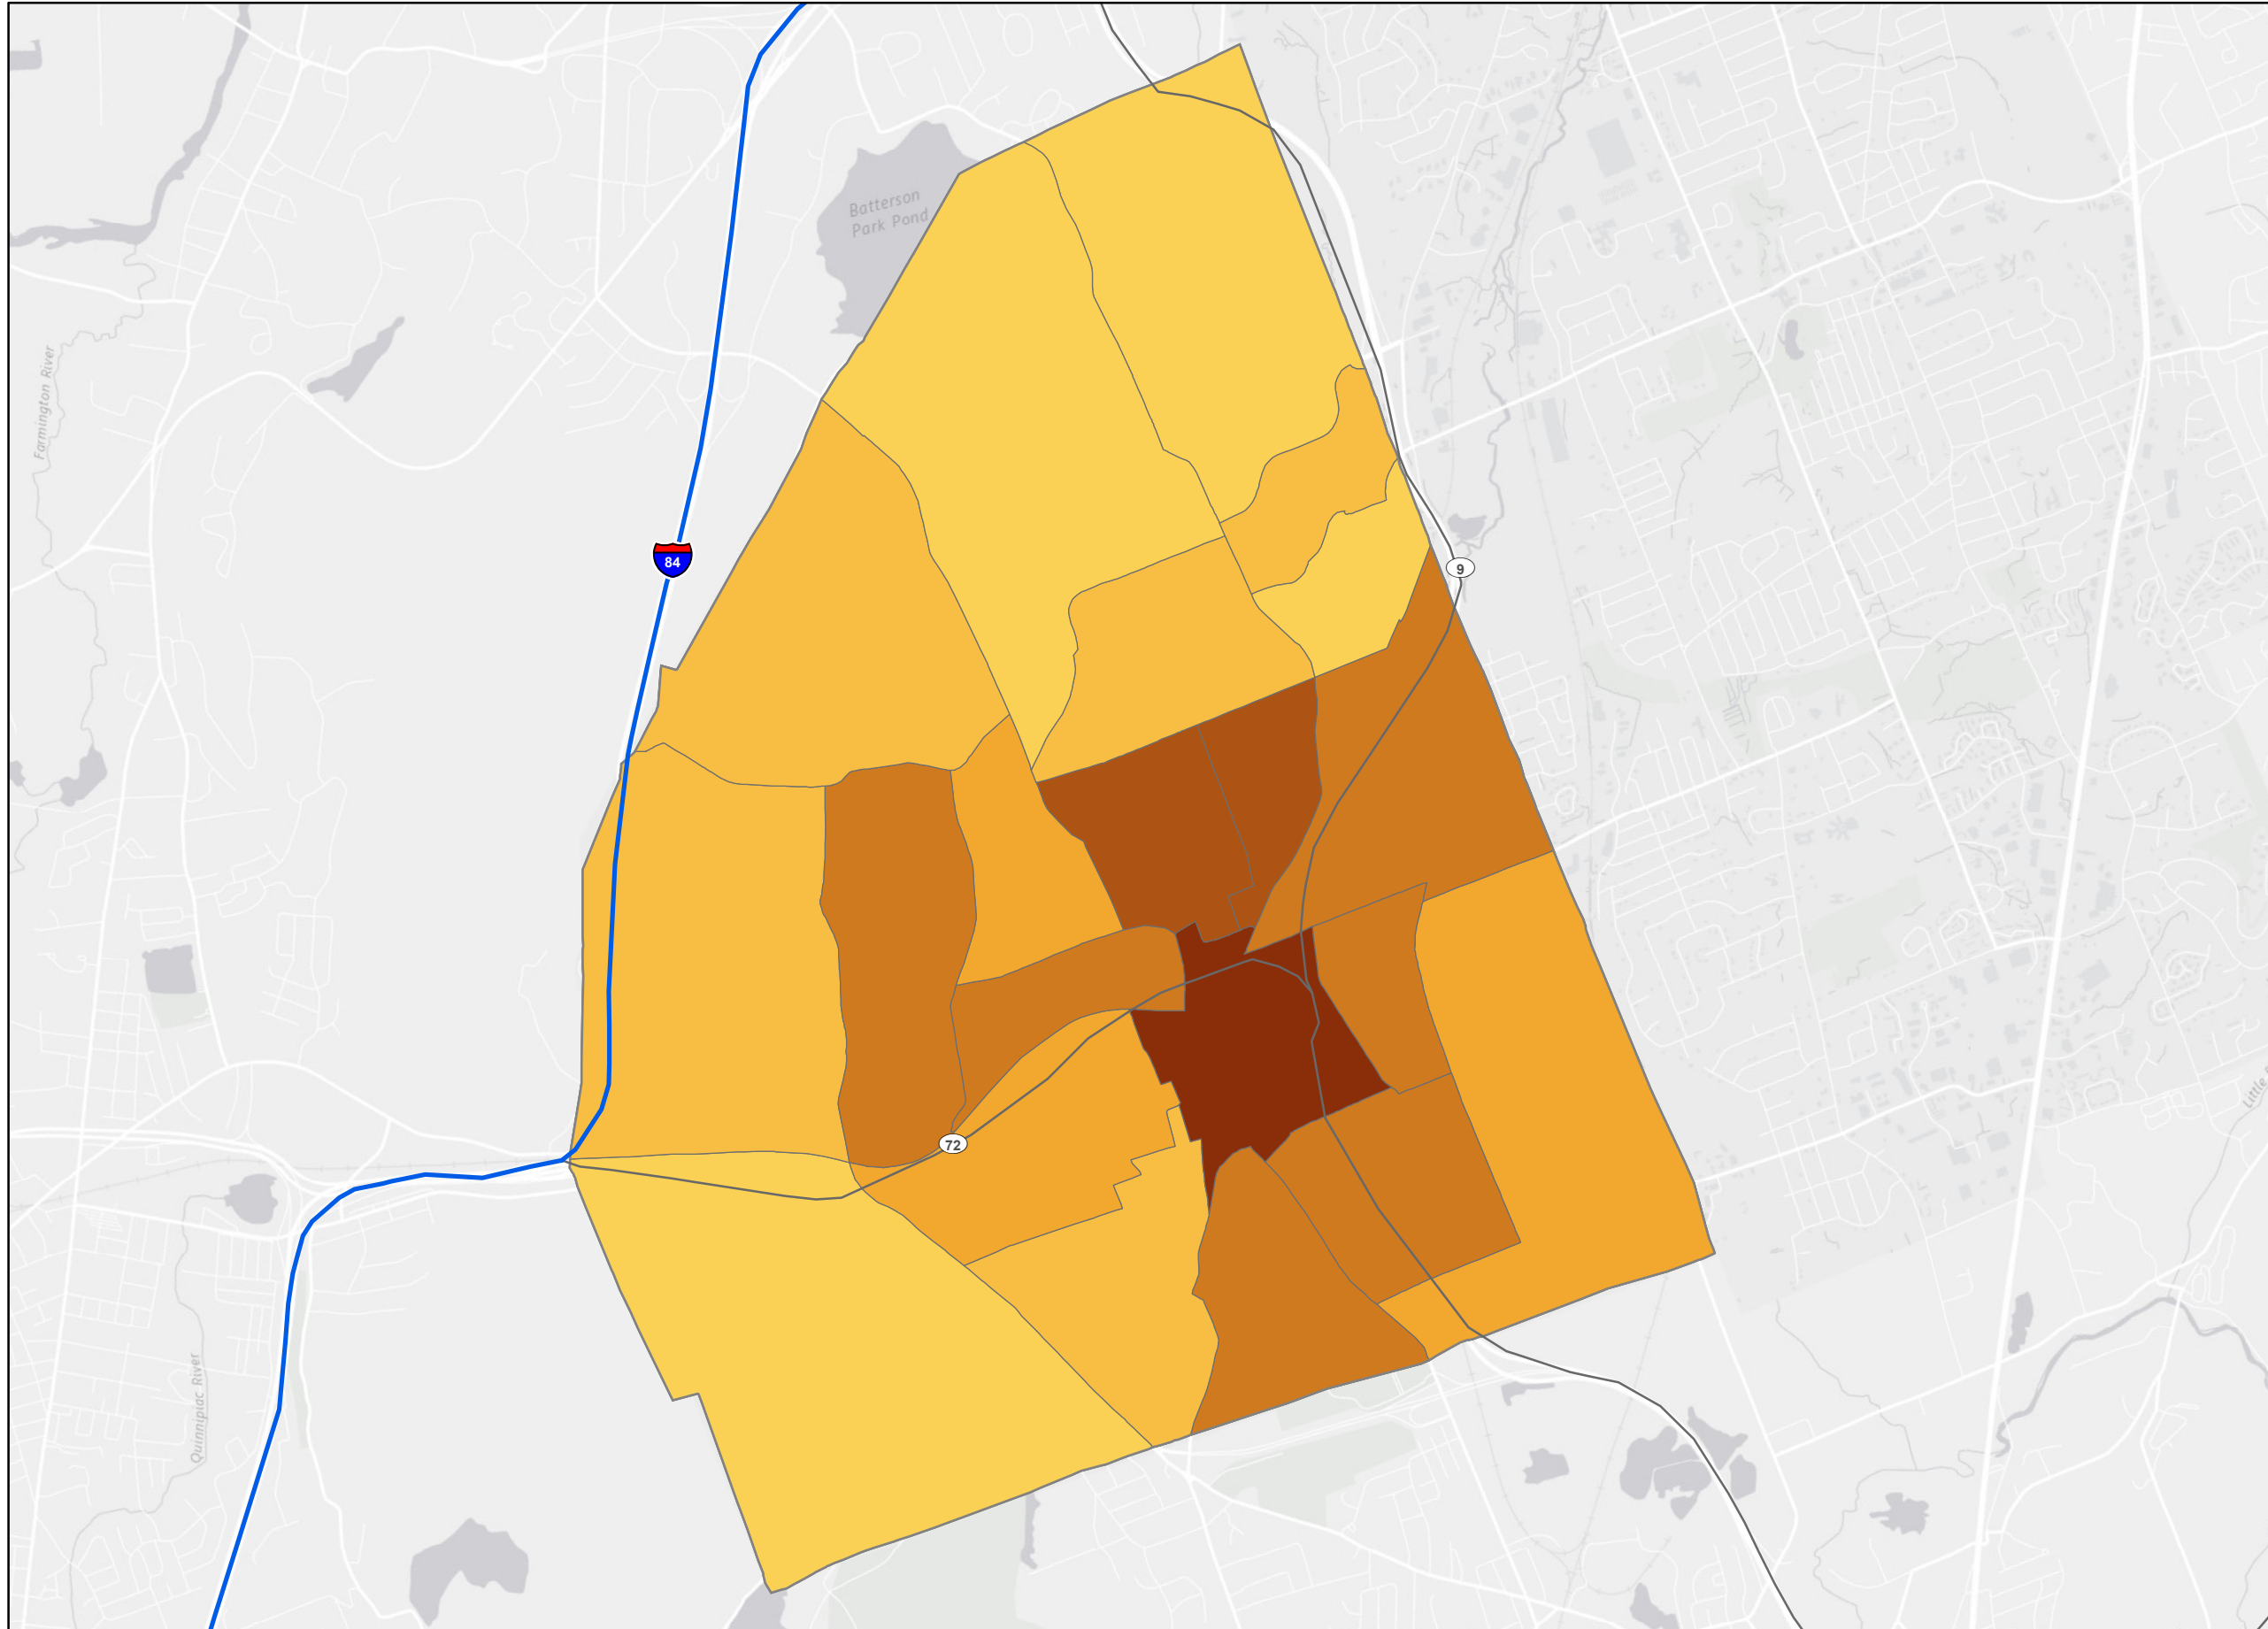 Batterson
Park Pond
Farmington River
84
9
72
Quinnipiac River
Little